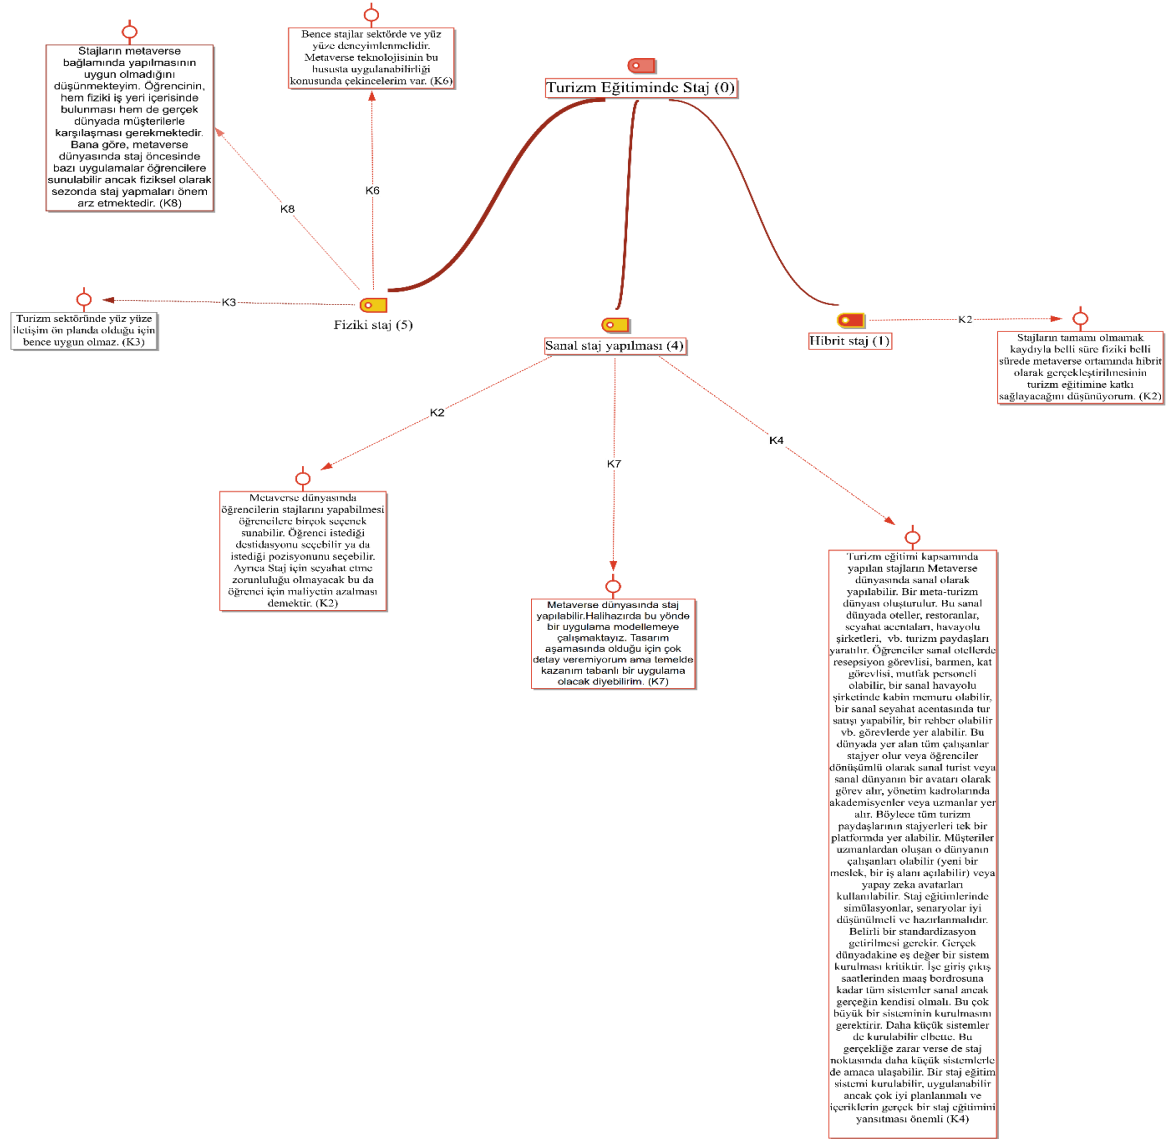 Turizm Eğitiminde Staj (0)
Stajların metaverse
bağlamında yapılmasının
uygun olmadığını
düşünmekteyim. Öğrencinin,
hem fiziki iş yeri içerisinde
bulunması hem de gerçek
dünyada müşterilerle
karşılaşması gerekmektedir.
Bana göre, metaverse
dünyasında staj öncesinde
bazı uygulamalar öğrencilere
sunulabilir ancak fiziksel olarak
sezonda staj yapmaları önem
arz etmektedir. (K8)
Bence stajlar sektörde ve yüz
yüze deneyimlenmelidir.
Metaverse teknolojisinin bu
hususta uygulanabilirliği
konusunda çekincelerim var. (K6)
K8
K6
K3
Turizm sektöründe yüz yüze
iletişim ön planda olduğu için
bence uygun olmaz. (K3)
Fiziki staj (5)
Sanal staj yapılması (4)
Hibrit staj (1)
K2
Stajların tamamı olmamak
kaydıyla belli süre fiziki belli
sürede metaverse ortamında hibrit
olarak gerçekleştirilmesinin
turizm eğitimine katkı
sağlayacağını düşünüyorum. (K2)
K2
K7
K4
Metaverse dünyasında
öğrencilerin stajlarını yapabilmesi
öğrencilere birçok seçenek
sunabilir. Öğrenci istediği
destidasyonu seçebilir ya da
istediği pozisyonunu seçebilir.
Ayrıca Staj için seyahat etme
zorunluluğu olmayacak bu da
öğrenci için maliyetin azalması
demektir. (K2)
Metaverse dünyasında staj
yapılabilir.Halihazırda bu yönde
bir uygulama modellemeye
çalışmaktayız. Tasarım
aşamasında olduğu için çok
detay veremiyorum ama temelde
kazanım tabanlı bir uygulama
olacak diyebilirim. (K7)
Turizm eğitimi kapsamında
yapılan stajların Metaverse
dünyasında sanal olarak
yapılabilir. Bir meta-turizm
dünyası oluşturulur. Bu sanal
dünyada oteller, restoranlar,
seyahat acentaları, havayolu
şirketleri, vb. turizm paydaşları
yaratılır. Öğrenciler sanal otellerde
resepsiyon görevlisi, barmen, kat
görevlisi, mutfak personeli
olabilir, bir sanal havayolu
şirketinde kabin memuru olabilir,
bir sanal seyahat acentasında tur
satışı yapabilir, bir rehber olabilir
vb. görevlerde yer alabilir. Bu
dünyada yer alan tüm çalışanlar
stajyer olur veya öğrenciler
dönüşümlü olarak sanal turist veya
sanal dünyanın bir avatarı olarak
görev alır, yönetim kadrolarında
akademisyenler veya uzmanlar yer
alır. Böylece tüm turizm
paydaşlarının stajyerleri tek bir
platformda yer alabilir. Müşteriler
uzmanlardan oluşan o dünyanın
çalışanları olabilir (yeni bir
meslek, bir iş alanı açılabilir) veya
yapay zeka avatarları
kullanılabilir. Staj eğitimlerinde
simülasyonlar, senaryolar iyi
düşünülmeli ve hazırlanmalıdır.
Belirli bir standardizasyon
getirilmesi gerekir. Gerçek
dünyadakine eş değer bir sistem
kurulması kritiktir. İşe giriş çıkış
saatlerinden maaş bordrosuna
kadar tüm sistemler sanal ancak
gerçeğin kendisi olmalı. Bu çok
büyük bir sisteminin kurulmasını
gerektirir. Daha küçük sistemler
de kurulabilir elbette. Bu
gerçekliğe zarar verse de staj
noktasında daha küçük sistemlerle
de amaca ulaşabilir. Bir staj eğitim
sistemi kurulabilir, uygulanabilir
ancak çok iyi planlanmalı ve
içeriklerin gerçek bir staj eğitimini
yansıtması önemli (K4)